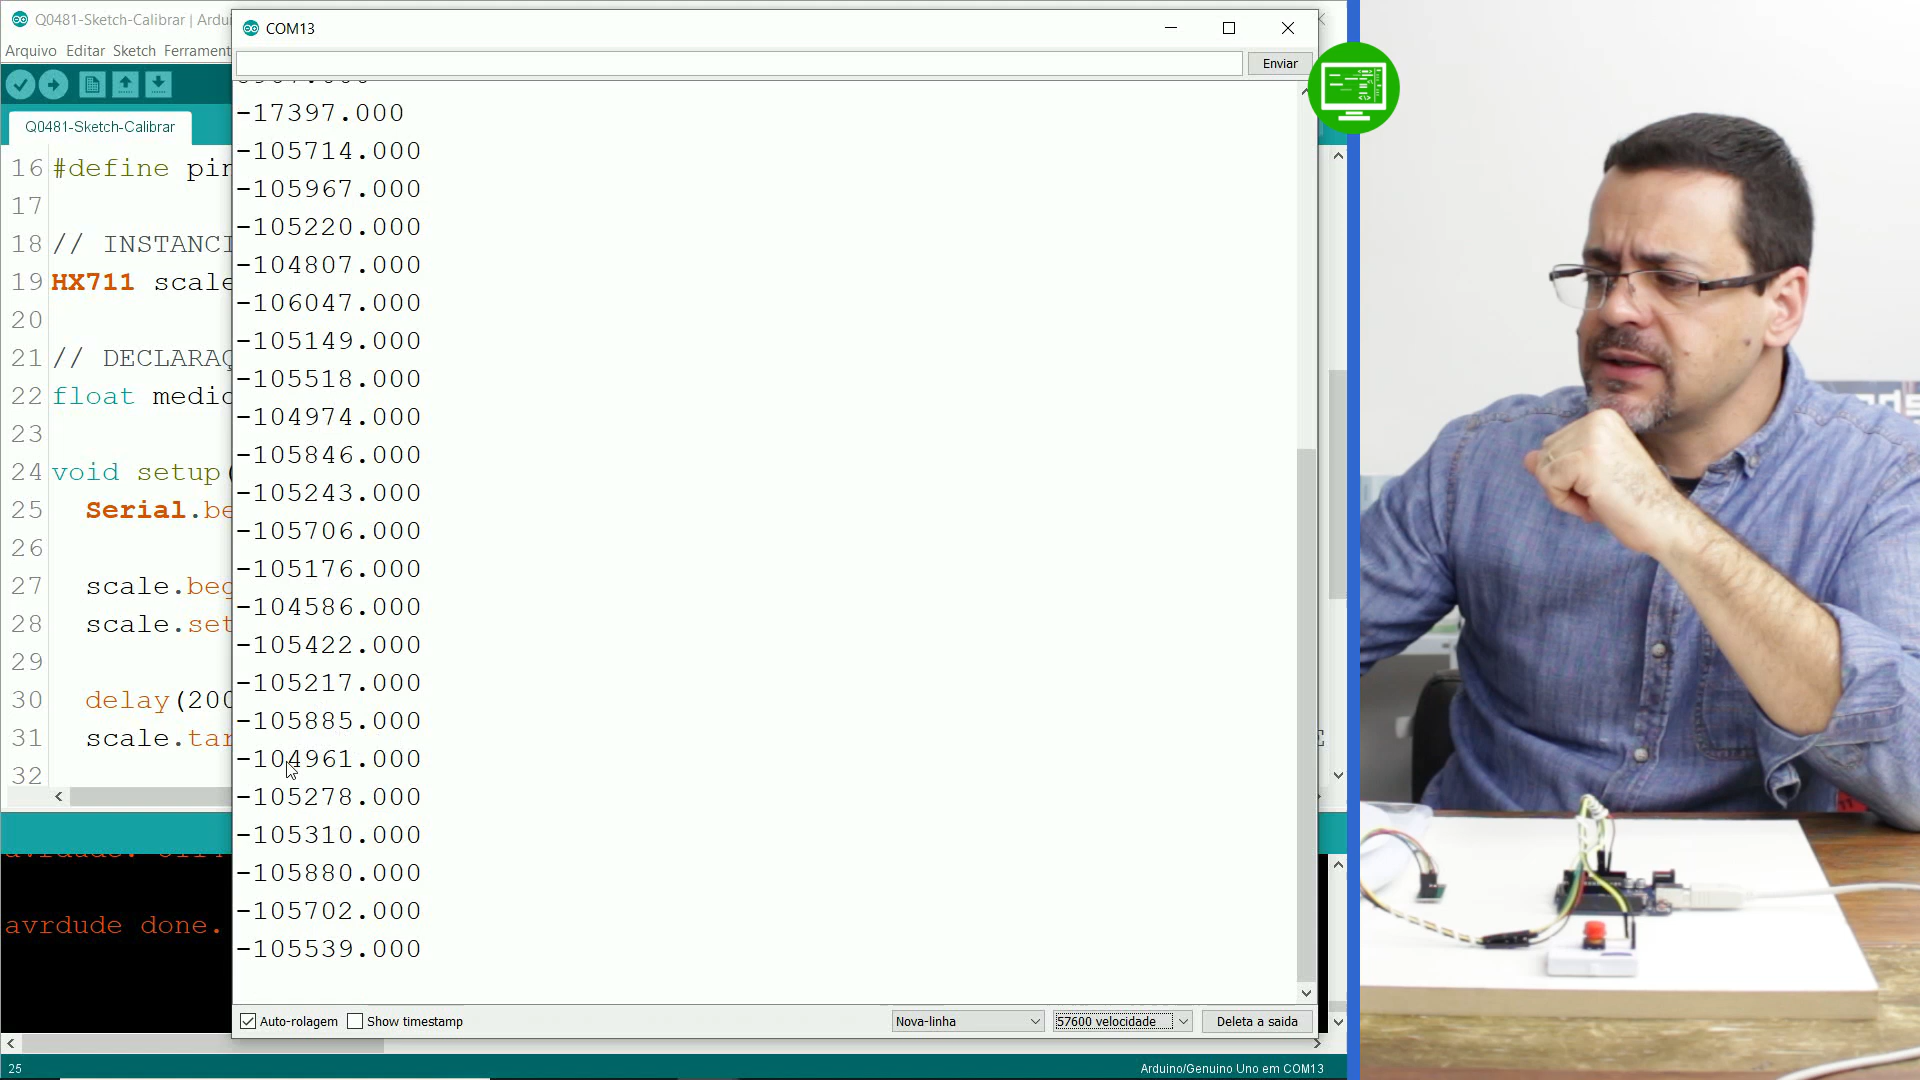 Q0481-Sketch-Calibrar | Ardu
COM13
Arquivo Editar Sketch Ferrament
Enviar
Q0481-Sketch-Calibrar
16 #define pin
17
18 // INSTANCI
19 HX711 scale
20
21 // DECLARAÇ
22 float medic
23
24 void setup(
25 Serial.be
26
27 scale.beg
28 scale.set
29
30 delay(200
31 scale.tar
32
avrdude done.
-17397.000
-105714.000
-105967.000
-105220.000
-104807.000
-106047.000
-105149.000
-105518.000
-104974.000
-105846.000
-105243.000
-105706.000
-105176.000
-104586.000
-105422.000
-105217.000
-105885.000
-104961.000
-105278.000
-105310.000
-105880.000
-105702.000
-105539.000
Auto-rolagem Show timestamp Nova-linha 57600 velocidade Deleta a saida
25 Arduino/Genuino Uno em COM13